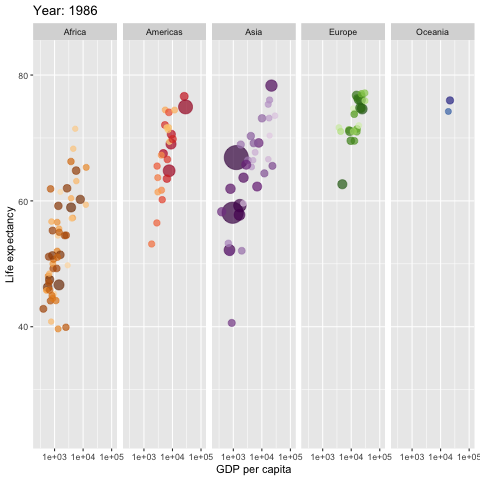 Year: 1986
Africa Americas Asia Europe Oceania
80
60
40
Life expectancy
1e+03 1e+04 1e+05 1e+03 1e+04 1e+05 1e+03 1e+04 1e+05 1e+03 1e+04 1e+05 1e+03 1e+04 1e+05
GDP per capita